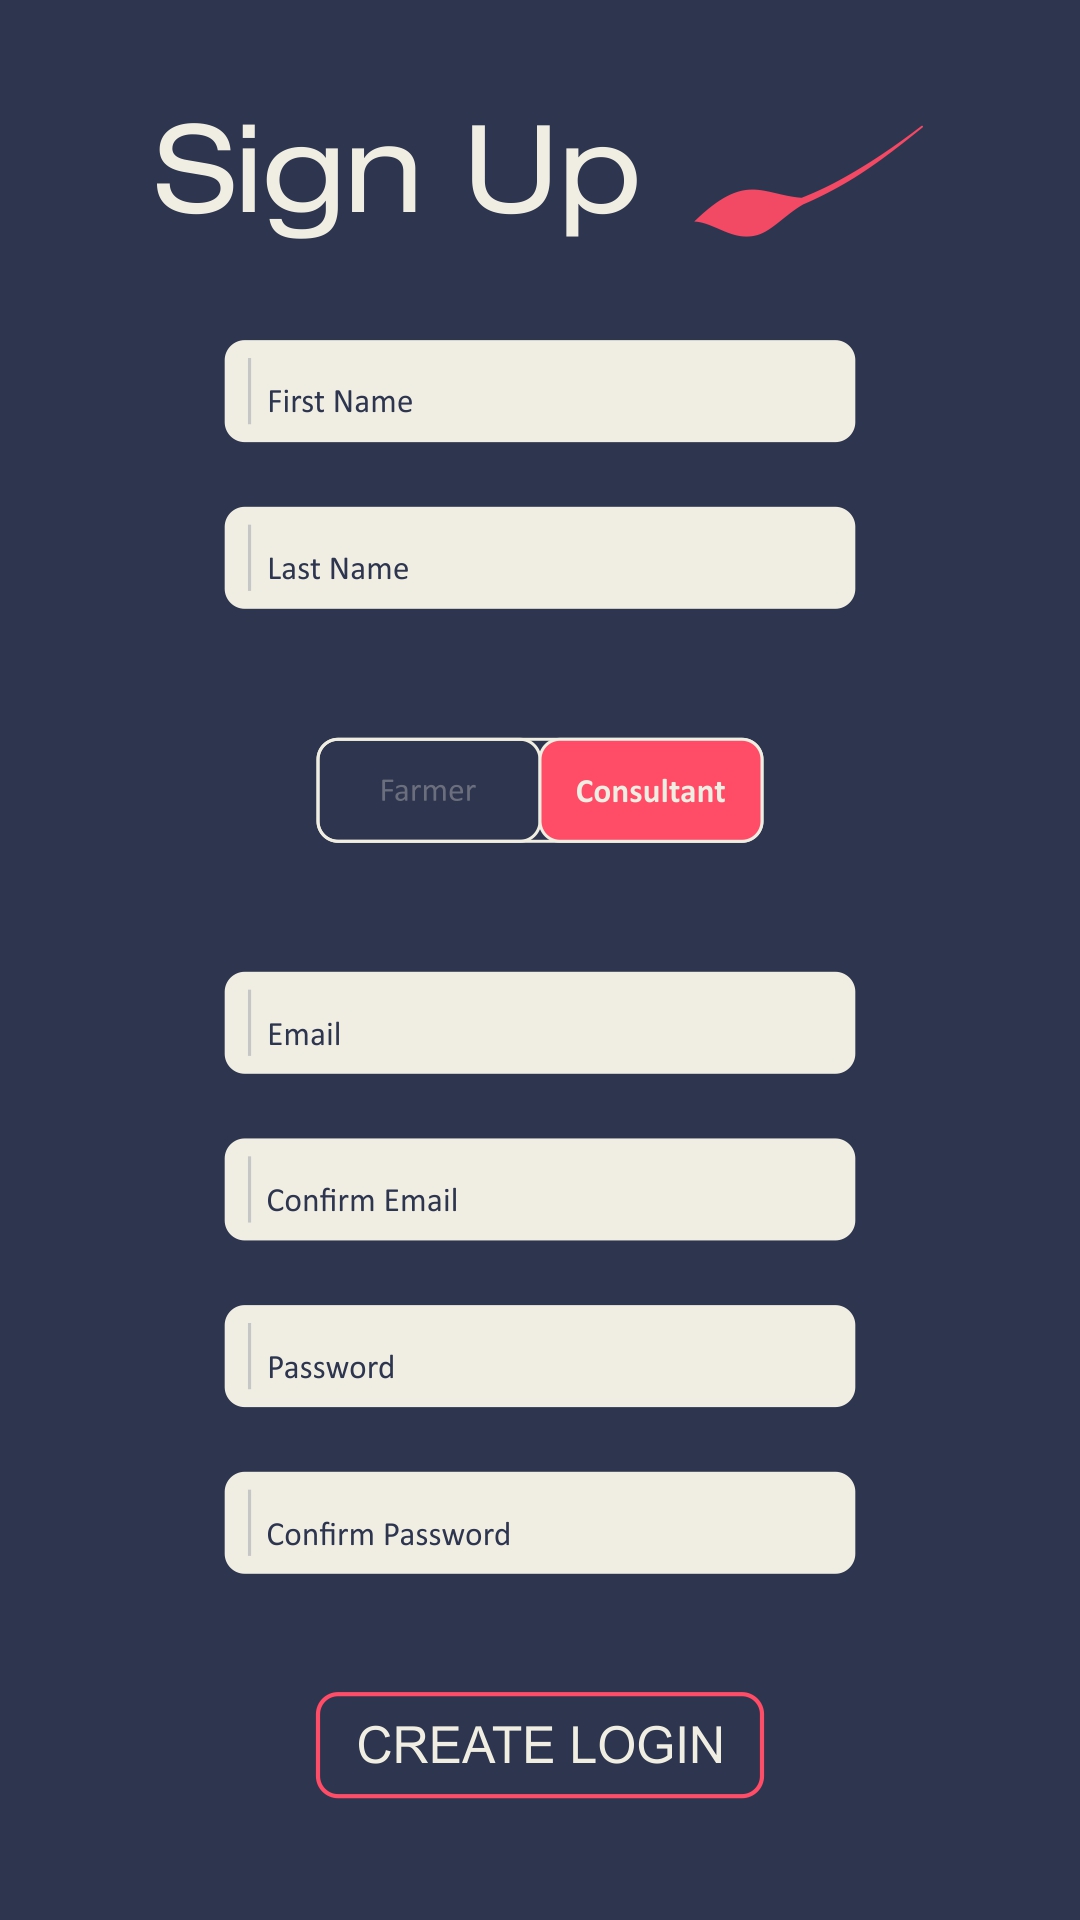 Sign Up
First Name
Last Name
Farmer Consultant
Email
Confirm Email
Password
Confirm Password
CREATE LOGIN